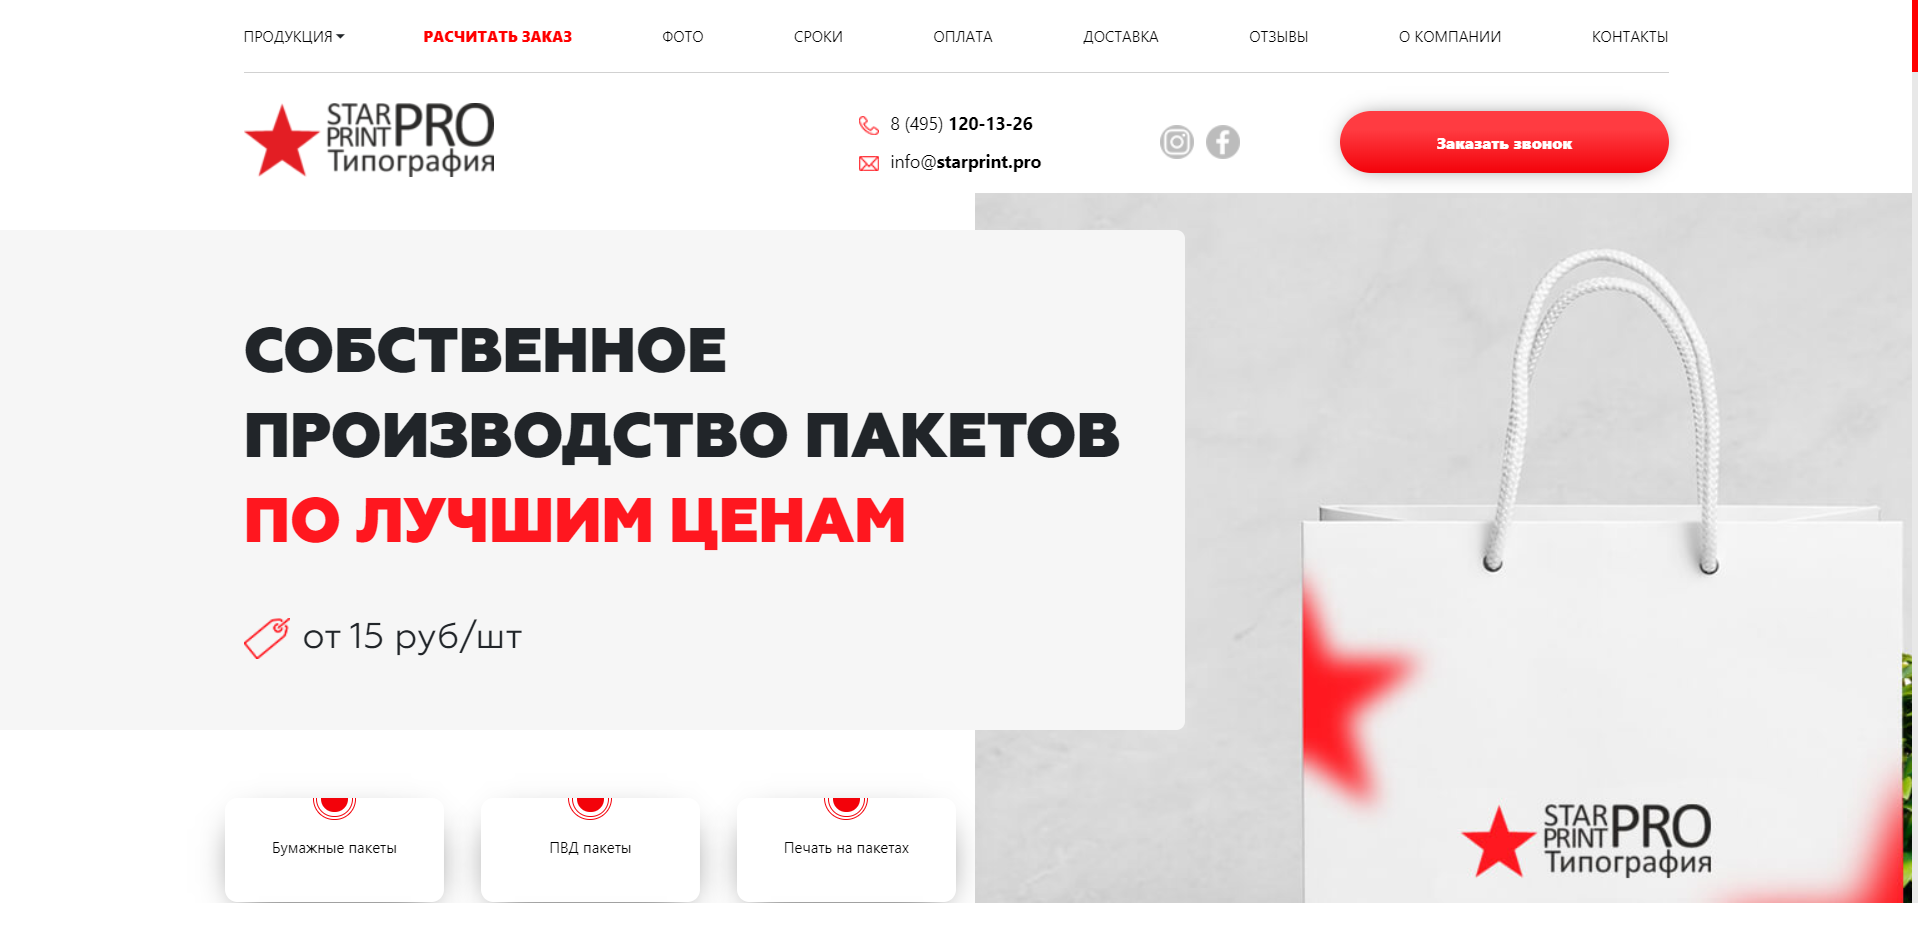 ПРОДУКЦИЯ
РАСЧИТАТЬ ЗАКАЗ
ФОТО
СРОКИ
ОПЛАТА
ДОСТАВКА
ОТЗЫВЫ
О КОМПАНИИ
КОНТАКТЫ
STAR
PRINT PRO
Типография
8 (495) 120-13-26
info@starprint.pro
Заказать звонок
СОБСТВЕННОЕ
ПРОИЗВОДСТВО ПАКЕТОВ
ПО ЛУЧШИМ ЦЕНАМ
от 15 руб/шт
Бумажные пакеты
ПВД пакеты
Печать на пакетах
STAR
PRINT PRO
Типография